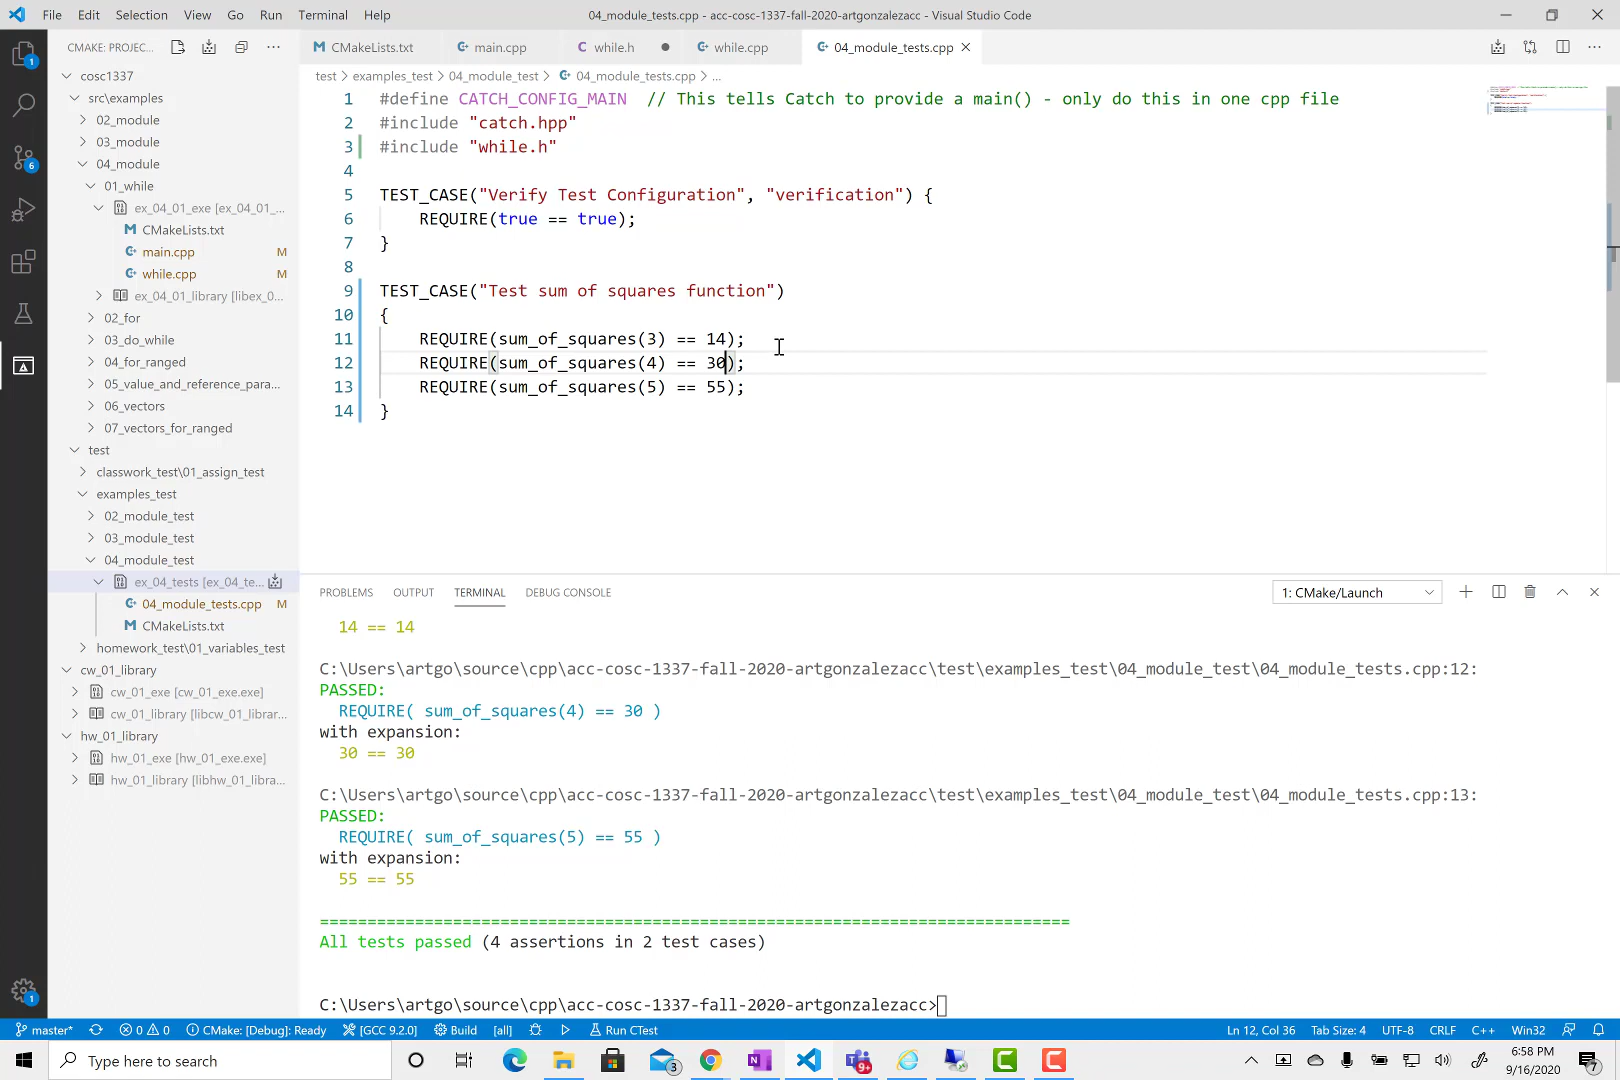 File Edit Selection View Go Run Terminal Help
04_module_tests.cpp - acc-cosc-1337-fall-2020-artgonzalezacc - Visual Studio Code
CMAKE: PROJEC...
CMakeLists.txt
main.cpp
while.h
while.cpp
04_module_tests.cpp
test > examples_test > 04_module_test > 04_module_tests.cpp > ...
cosc1337
src\examples
02_module
03_module
04_module
01_while
ex_04_01_exe [ex_04_01_...
CMakeLists.txt
main.cpp M
while.cpp M
ex_04_01_library [libex_0...
02_for
03_do_while
04_for_ranged
05_value_and_reference_para...
06_vectors
07_vectors_for_ranged
test
classwork_test\01_assign_test
examples_test
02_module_test
03_module_test
04_module_test
ex_04_tests [ex_04_te...
04_module_tests.cpp M
CMakeLists.txt
homework_test\01_variables_test
cw_01_library
cw_01_exe [cw_01_exe.exe]
cw_01_library [libcw_01_librar...
hw_01_library
hw_01_exe [hw_01_exe.exe]
hw_01_library [libhw_01_libra...
1 #define CATCH_CONFIG_MAIN // This tells Catch to provide a main() - only do this in one cpp file
2 #include "catch.hpp"
3 #include "while.h"
4
5 TEST_CASE("Verify Test Configuration", "verification") {
6 REQUIRE(true == true);
7 }
8
9 TEST_CASE("Test sum of squares function")
10 {
11 REQUIRE(sum_of_squares(3) == 14);
12 REQUIRE(sum_of_squares(4) == 30);
13 REQUIRE(sum_of_squares(5) == 55);
14 }
PROBLEMS OUTPUT TERMINAL DEBUG CONSOLE
1: CMake/Launch
14 == 14
C:\Users\artgo\source\cpp\acc-cosc-1337-fall-2020-artgonzalezacc\test\examples_test\04_module_test\04_module_tests.cpp:12:
PASSED:
REQUIRE( sum_of_squares(4) == 30 )
with expansion:
30 == 30
C:\Users\artgo\source\cpp\acc-cosc-1337-fall-2020-artgonzalezacc\test\examples_test\04_module_test\04_module_tests.cpp:13:
PASSED:
REQUIRE( sum_of_squares(5) == 55 )
with expansion:
55 == 55
===============================================================================
All tests passed (4 assertions in 2 test cases)
C:\Users\artgo\source\cpp\acc-cosc-1337-fall-2020-artgonzalezacc>
master* 0 0 CMake: [Debug]: Ready [GCC 9.2.0] Build [all] Run CTest
Ln 12, Col 36 Tab Size: 4 UTF-8 CRLF C++ Win32
Type here to search
6:58 PM
9/16/2020